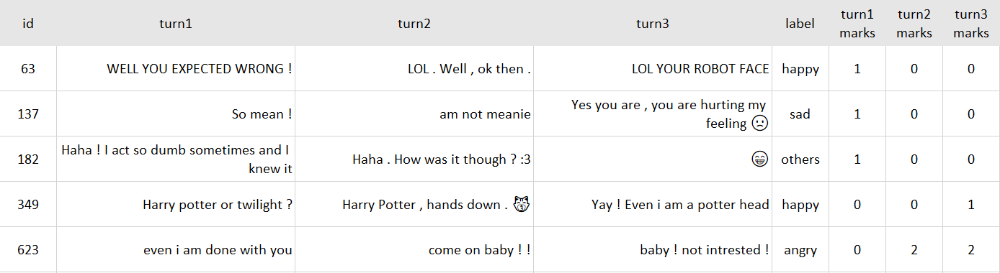 id turn1 turn2 turn3 label turn1 marks turn2 marks turn3 marks
63 WELL YOU EXPECTED WRONG ! LOL . Well , ok then . LOL YOUR ROBOT FACE happy 1 0 0
137 So mean ! am not meanie Yes you are , you are hurting my feeling 🙁 sad 1 0 0
182 Haha ! I act so dumb sometimes and I knew it Haha . How was it though ? :3 😁 others 1 0 0
349 Harry potter or twilight ? Harry Potter , hands down . 😽 Yay ! Even i am a potter head happy 0 0 1
623 even i am done with you come on baby ! ! baby ! not intrested ! angry 0 2 2